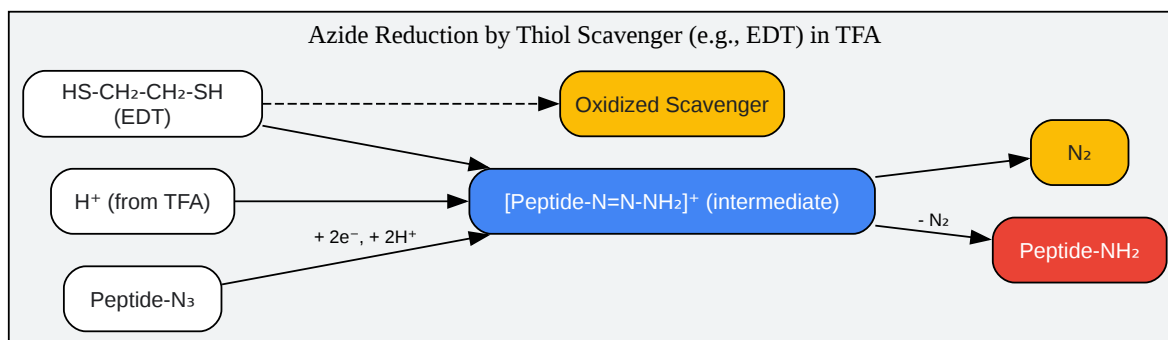 Azide Reduction by Thiol Scavenger (e.g., EDT) in TFA
HS-CH₂-CH₂-SH
(EDT)
Oxidized Scavenger
N₂
H⁺ (from TFA)
[Peptide-N=N-NH₂]⁺ (intermediate)
- N₂
+ 2e⁻, + 2H⁺
Peptide-NH₂
Peptide-N₃